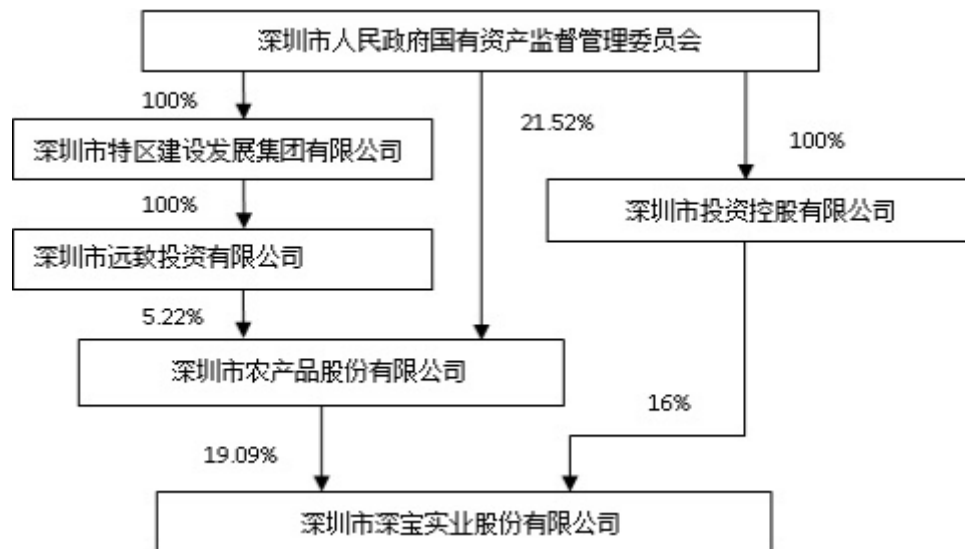 深圳市人民政府国有资产监督管理委员会
100%
21.52%
100%
深圳市特区建设发展集团有限公司
深圳市投资控股有限公司
100%
深圳市远致投资有限公司
5.22%
深圳市农产品股份有限公司
16%
19.09%
深圳市深宝实业股份有限公司